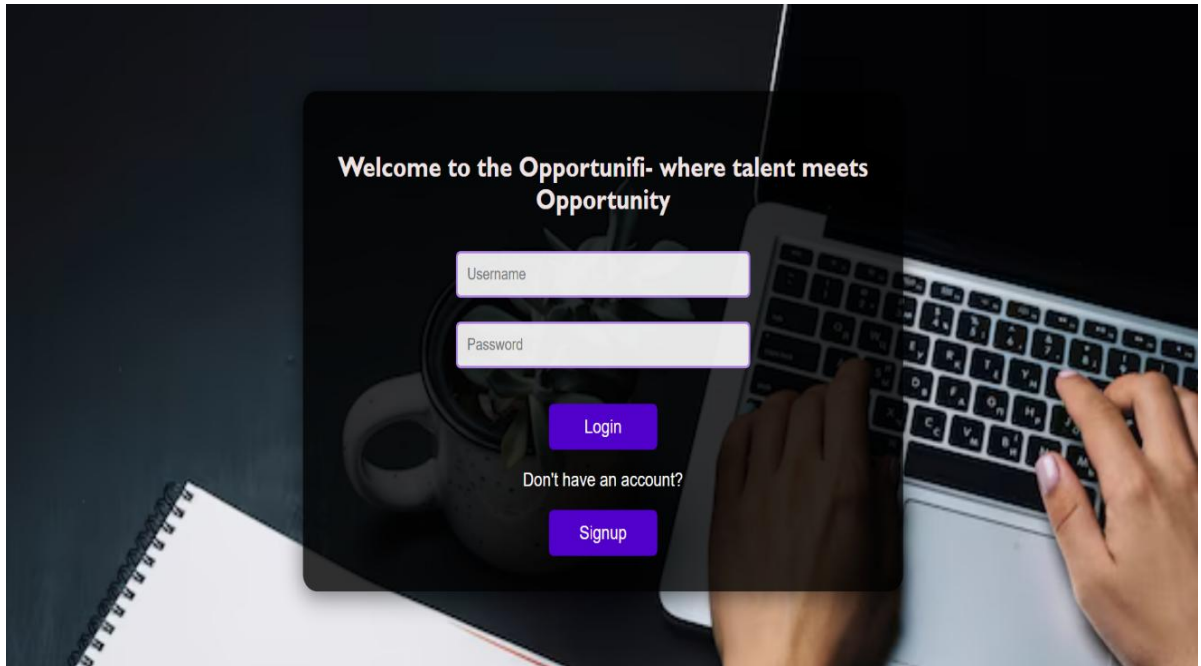 Welcome to the Opportunifi- where talent meets
Opportunity
Username
Password
Login
Don't have an account?
Signup